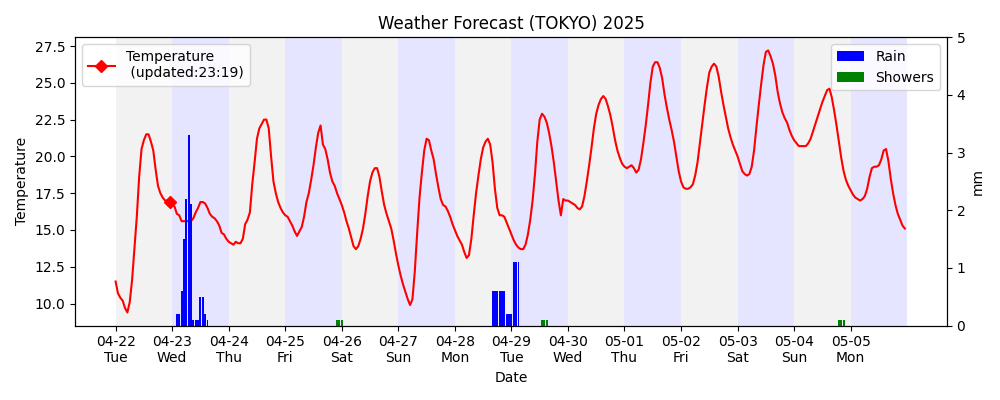 Weather Forecast (TOKYO) 2025
Temperature
(updated:23:19)
Rain
Showers
Temperature
27.5
25.0
22.5
20.0
17.5
15.0
12.5
10.0
5
4
3
2
1
0
mm
04-22 04-23 04-24 04-25 04-26 04-27 04-28 04-29 04-30 05-01 05-02 05-03 05-04 05-05
Tue Wed Thu Fri Sat Sun Mon Tue Wed Thu Fri Sat Sun Mon
Date